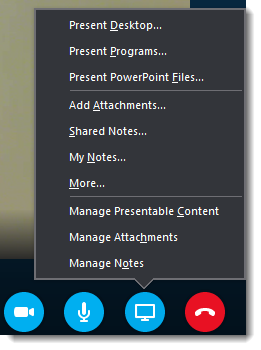 Present Desktop...
Present Programs...
Present PowerPoint Files...
Add Attachments...
Shared Notes...
My Notes...
More...
Manage Presentable Content
Manage Attachments
Manage Notes